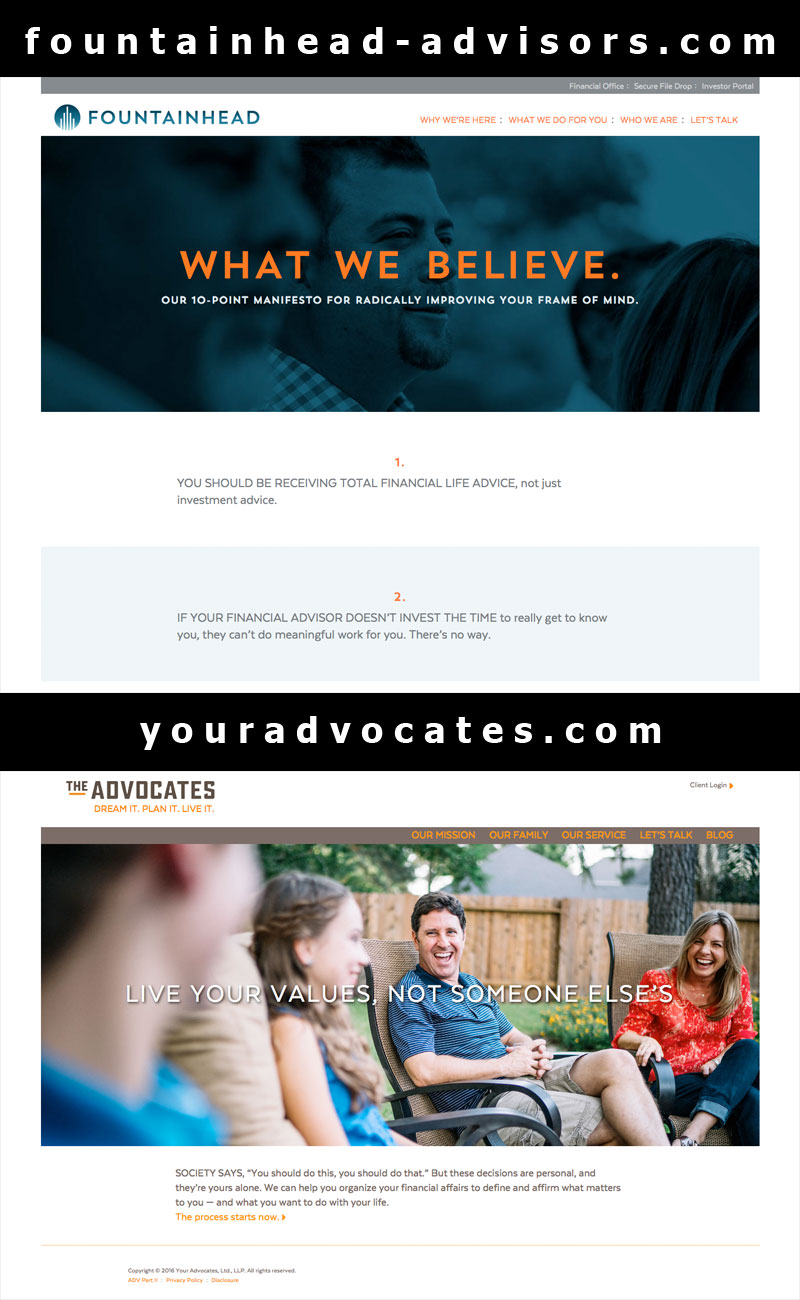 fountainhead-advisors.com
Financial Office : Secure File Drop : Investor Portal
FOUNTAINHEAD
WHY WE'RE HERE : WHAT WE DO FOR YOU : WHO WE ARE : LET'S TALK
WHAT WE BELIEVE.
OUR 10-POINT MANIFESTO FOR RADICALLY IMPROVING YOUR FRAME OF MIND.
1.
YOU SHOULD BE RECEIVING TOTAL FINANCIAL LIFE ADVICE, not just
investment advice.
2.
IF YOUR FINANCIAL ADVISOR DOESN'T INVEST THE TIME to really get to know
you, they can't do meaningful work for you. There's no way.
youradvocates.com
THE ADVOCATES
DREAM IT. PLAN IT. LIVE IT.
Client Login
OUR MISSION OUR FAMILY OUR SERVICE LET'S TALK BLOG
LIVE YOUR VALUES, NOT SOMEONE ELSE'S
SOCIETY SAYS, “You should do this, you should do that.” But these decisions are personal, and
they're yours alone. We can help you organize your financial affairs to define and affirm what matters
to you — and what you want to do with your life.
The process starts now.
Copyright © 2016 Your Advocates, Ltd., LLP. All rights reserved.
ADV Part II : Privacy Policy : Disclosure